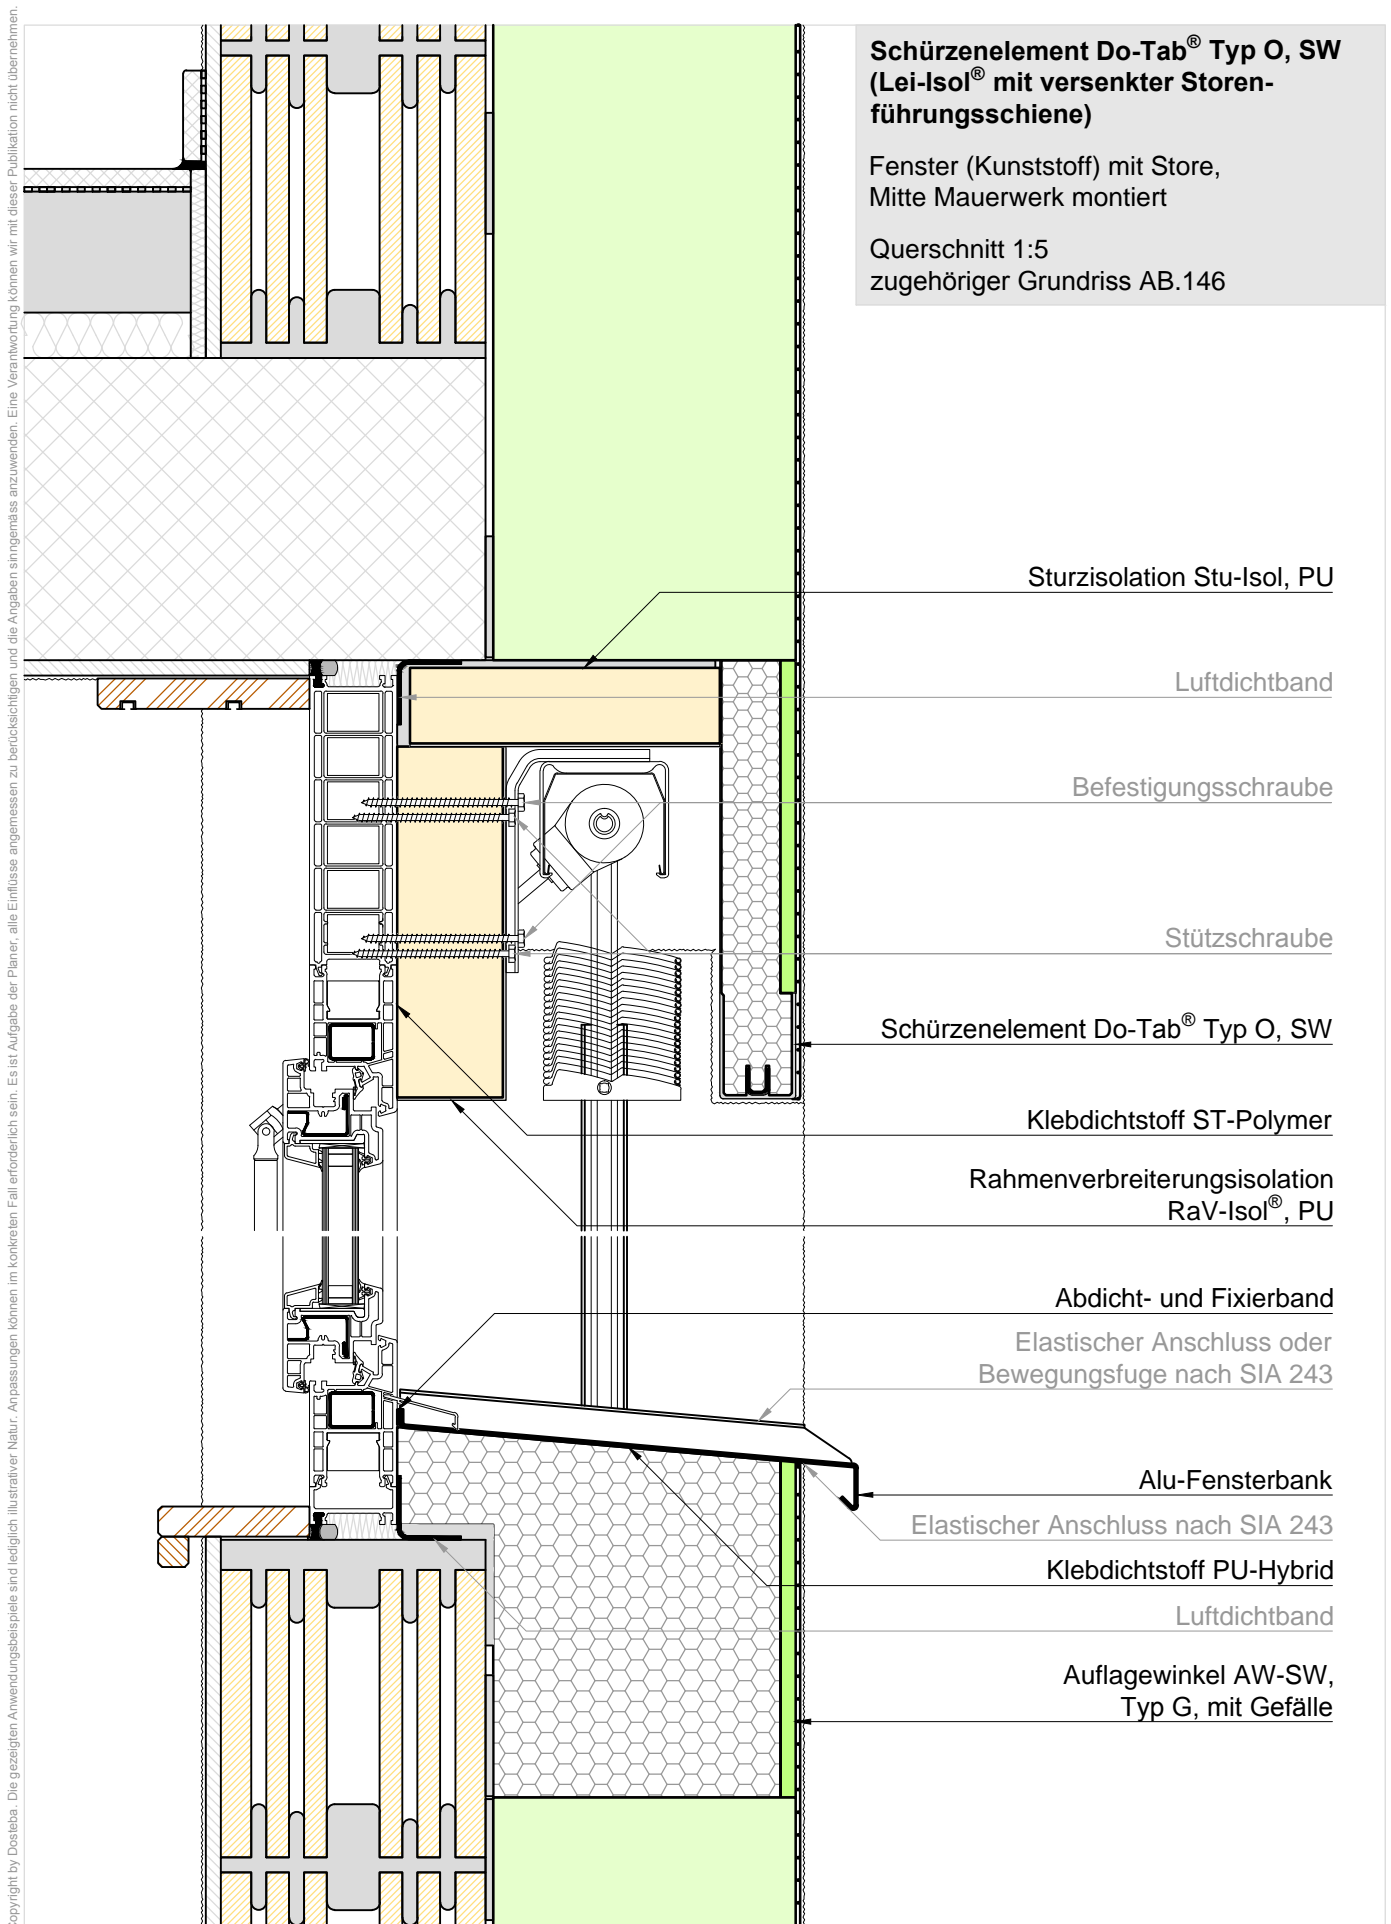 Schürzenelement Do-Tab® Typ O, SW
(Lei-Isol® mit versenkter Storen-
führungsschiene)
Fenster (Kunststoff) mit Store,
Mitte Mauerwerk montiert
Querschnitt 1:5
zugehöriger Grundriss AB.146
Sturzisolation Stu-Isol, PU
Luftdichtband
Befestigungsschraube
Stützschraube
Schürzenelement Do-Tab® Typ O, SW
Klebdichtstoff ST-Polymer
Rahmenverbreiterungsisolation
RaV-Isol®, PU
Abdicht- und Fixierband
Elastischer Anschluss oder
Bewegungsfuge nach SIA 243
Alu-Fensterbank
Elastischer Anschluss nach SIA 243
Klebdichtstoff PU-Hybrid
Luftdichtband
Auflagewinkel AW-SW,
Typ G, mit Gefälle
Copyright by Dosteba. Die gezeigten Anwendungsbeispiele sind lediglich illustrativer Natur. Anpassungen können im konkreten Fall erforderlich sein. Es ist Aufgabe der Planer, alle Einflüsse angemessen zu berücksichtigen und die Angaben sinngemäss anzuwenden. Eine Verantwortung können wir mit dieser Publikation nicht übernehmen.